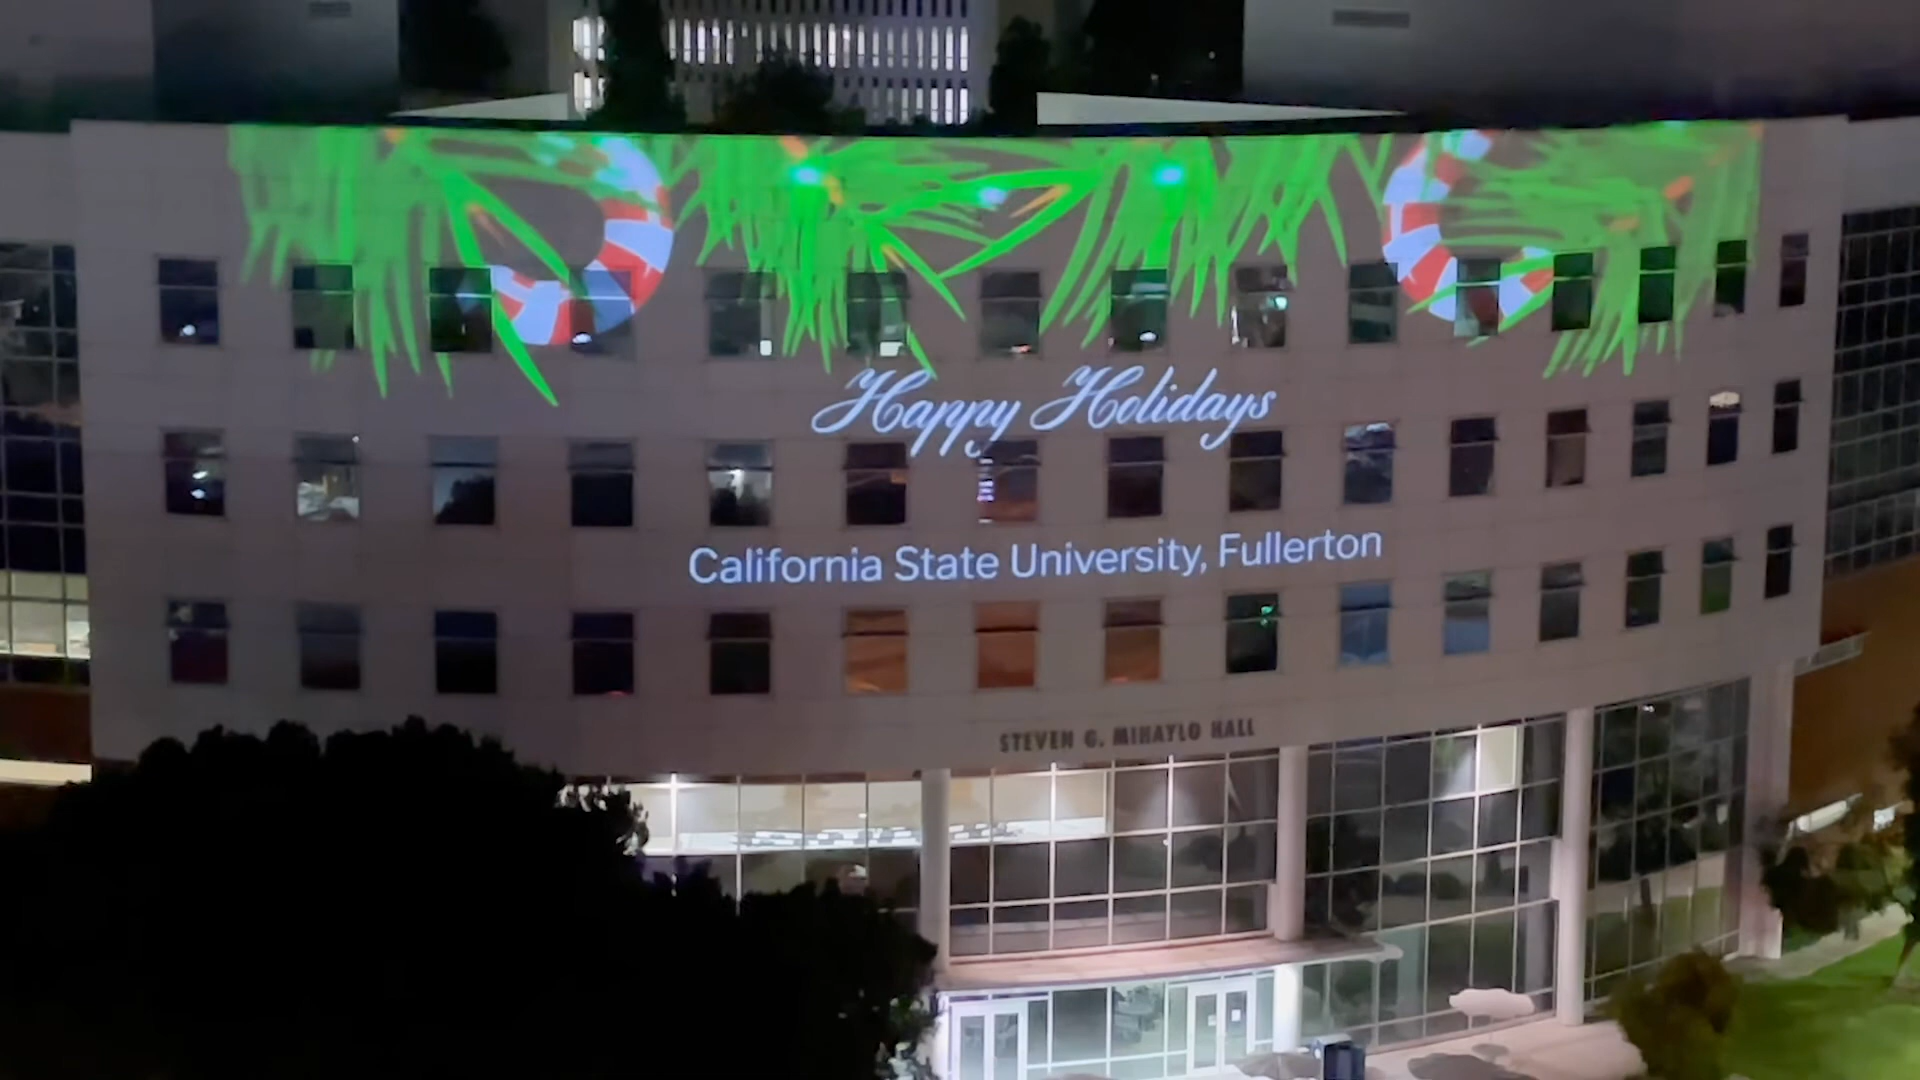 Happy Holidays
California State University, Fullerton
STEVEN G. MIHAYLO HALL